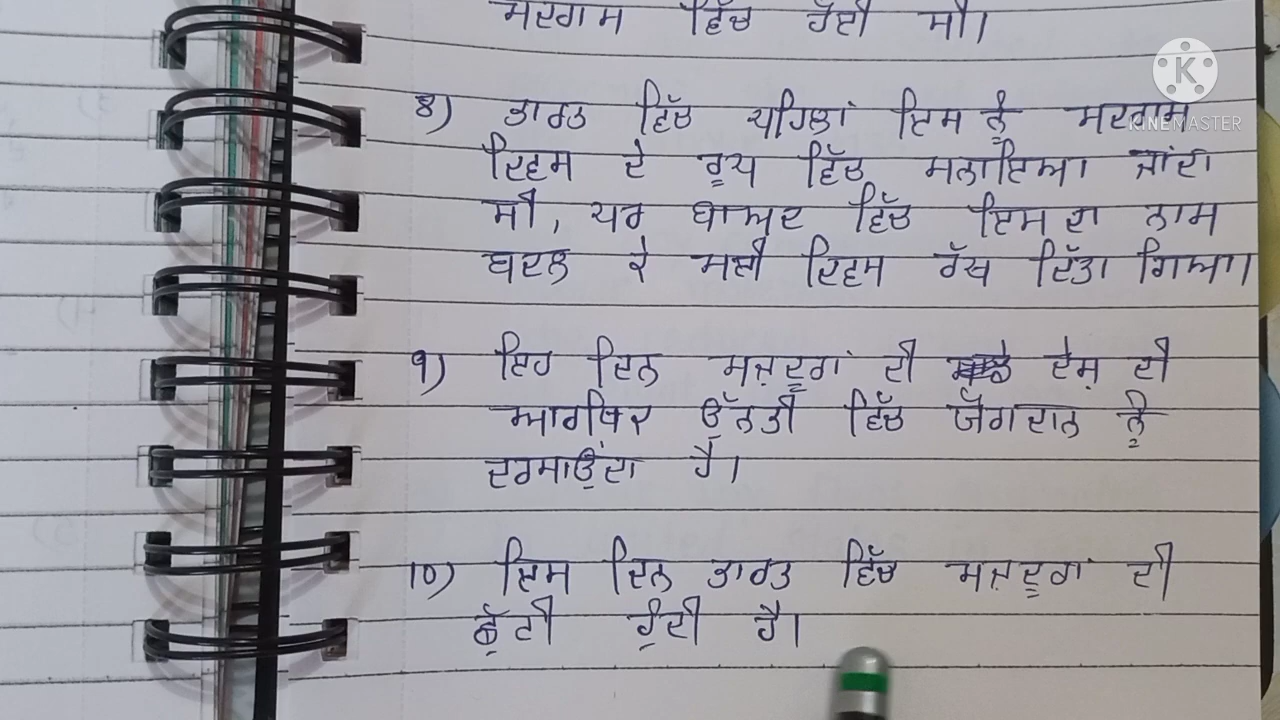 ਮਦਰਾਸ ਵਿੱਚ ਹੋਈ ਸੀ।
8) ਭਾਰਤ ਵਿੱਚ ਪਹਿਲਾਂ ਇਸ ਨੂੰ ਮਦਰਾਸ
ਦਿਵਸ ਦੇ ਰੂਪ ਵਿੱਚ ਮਨਾਇਆ ਜਾਂਦਾ
ਸੀ, ਪਰ ਬਾਅਦ ਵਿੱਚ ਇਸ ਦਾ ਨਾਮ
ਬਦਲ ਕੇ ਮਈ ਦਿਵਸ ਰੱਖ ਦਿੱਤਾ ਗਿਆ।
9) ਇਹ ਦਿਨ ਮਜ਼ਦੂਰਾਂ ਦੀ ਦੇਸ਼ ਦੀ
ਆਰਥਿਕ ਉੱਨਤੀ ਵਿੱਚ ਯੋਗਦਾਨ ਨੂੰ
ਦਰਸਾਉਂਦਾ ਹੈ।
10) ਇਸ ਦਿਨ ਭਾਰਤ ਵਿੱਚ ਮਜ਼ਦੂਰਾਂ ਦੀ
ਛੁੱਟੀ ਹੁੰਦੀ ਹੈ।
K
KINEMASTER